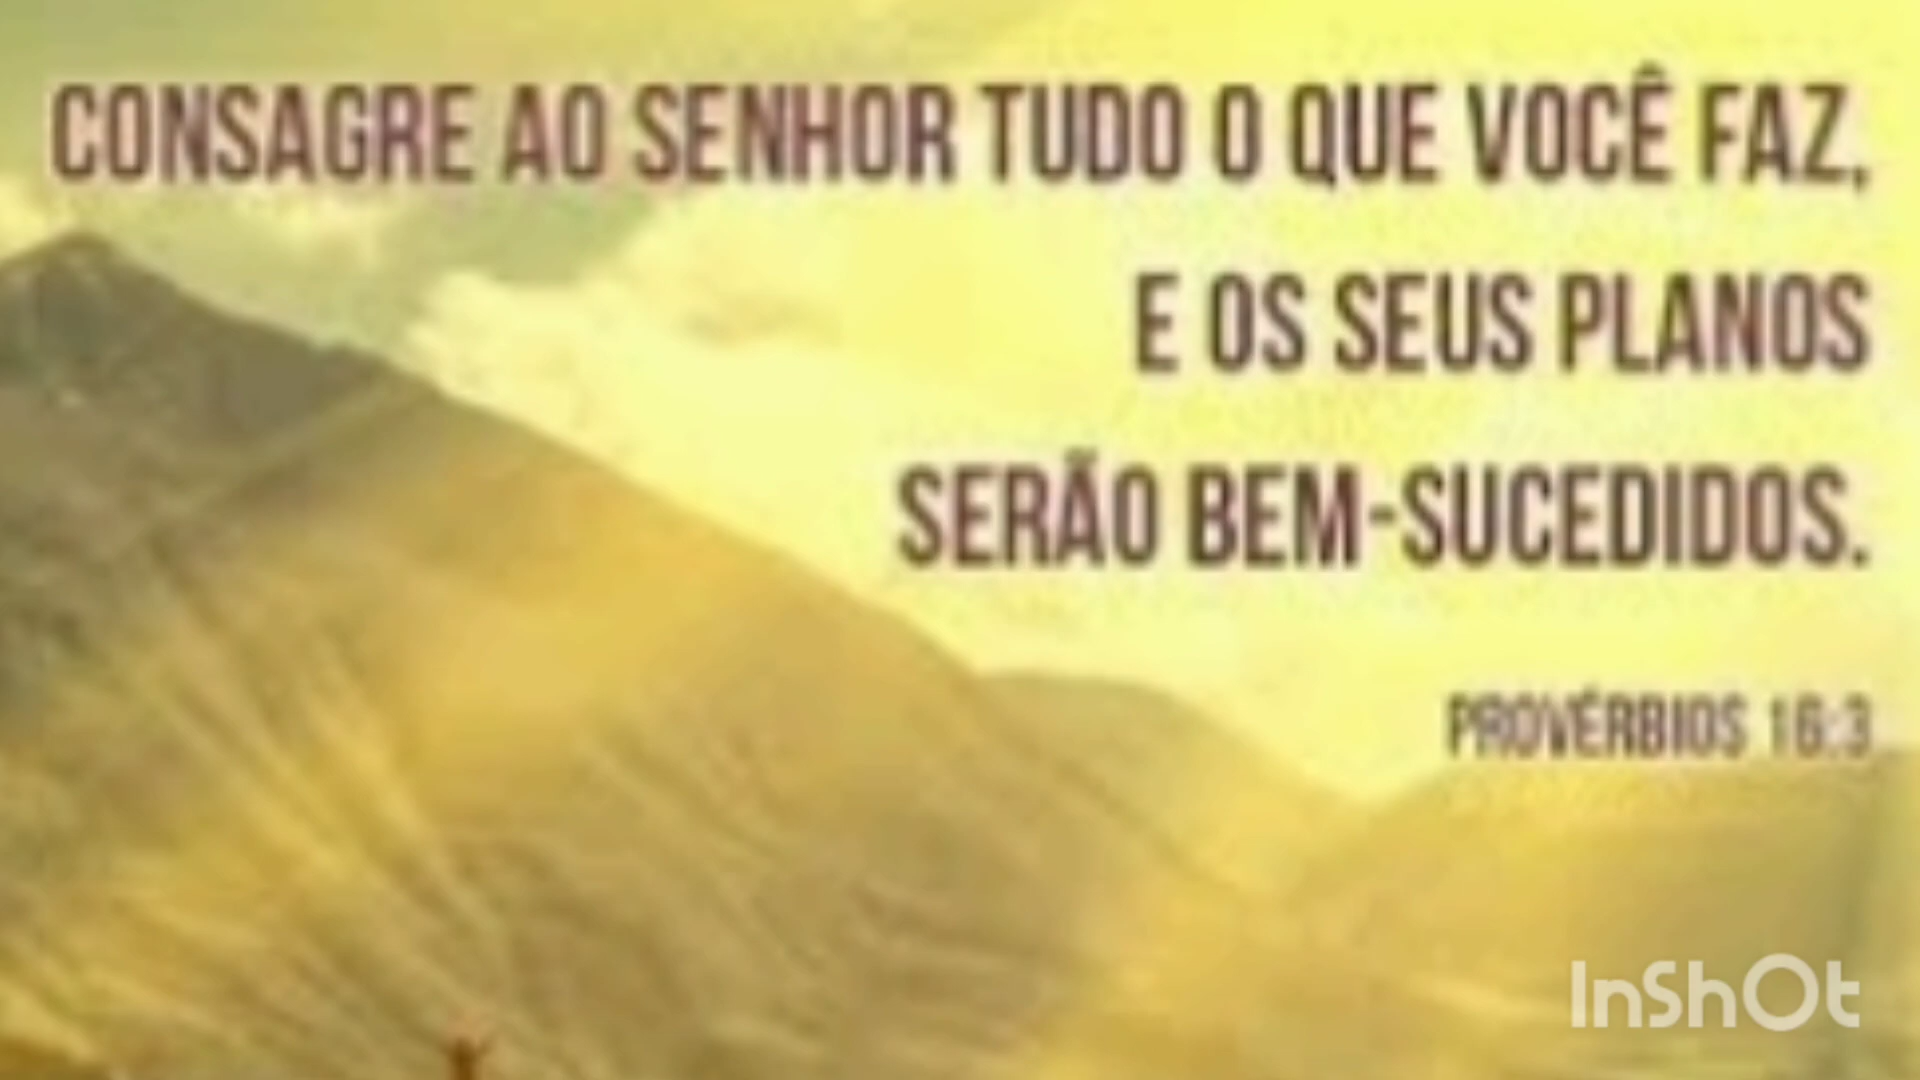 CONSAGRE AO SENHOR TUDO O QUE VOCÊ FAZ,
E OS SEUS PLANOS
SERÃO BEM-SUCEDIDOS.
PROVÉRBIOS 16:3
InShOt